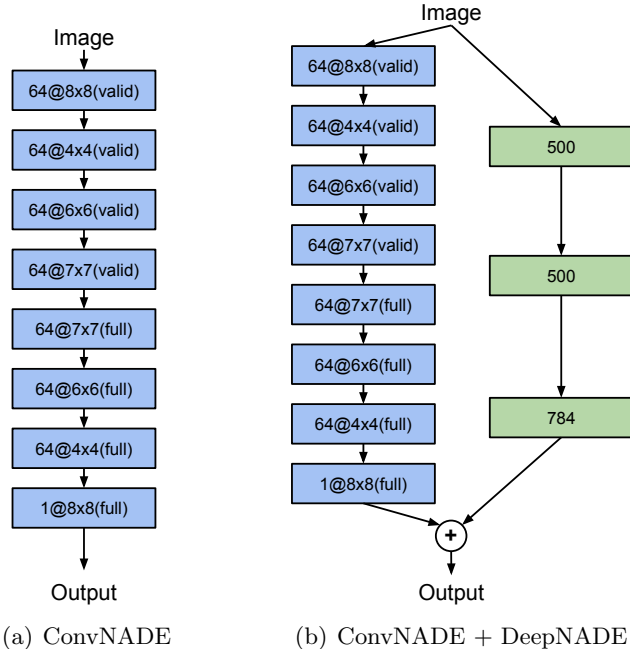 Image
64@8x8(valid)
64@4x4(valid)
64@6x6(valid)
64@7x7(valid)
64@7x7(full)
64@6x6(full)
64@4x4(full)
1@8x8(full)
Output
(a) ConvNADE
Image
64@8x8(valid)
64@4x4(valid)
64@6x6(valid)
64@7x7(valid)
64@7x7(full)
64@6x6(full)
64@4x4(full)
1@8x8(full)
500
500
784
+
Output
(b) ConvNADE + DeepNADE